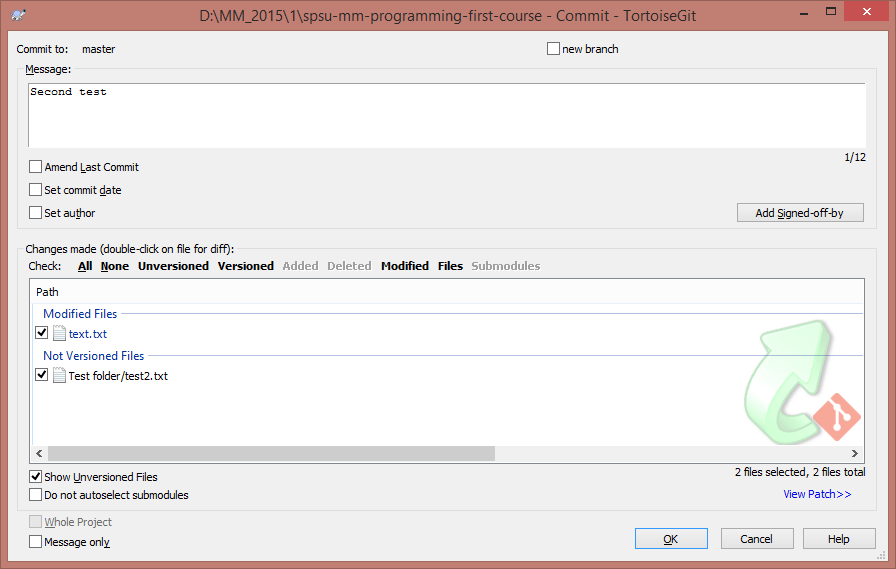 D:\MM_2015\1\spsu-mm-programming-first-course - Commit - TortoiseGit
Commit to: master new branch
Message:
Second test
1/12
Amend Last Commit
Set commit date
Set author
Add Signed-off-by
Changes made (double-click on file for diff):
Check: All None Unversioned Versioned Added Deleted Modified Files Submodules
Path
Modified Files
text.txt
Not Versioned Files
Test folder/test2.txt
Show Unversioned Files
2 files selected, 2 files total
Do not autoselect submodules
View Patch>>
Whole Project
Message only
OK Cancel Help